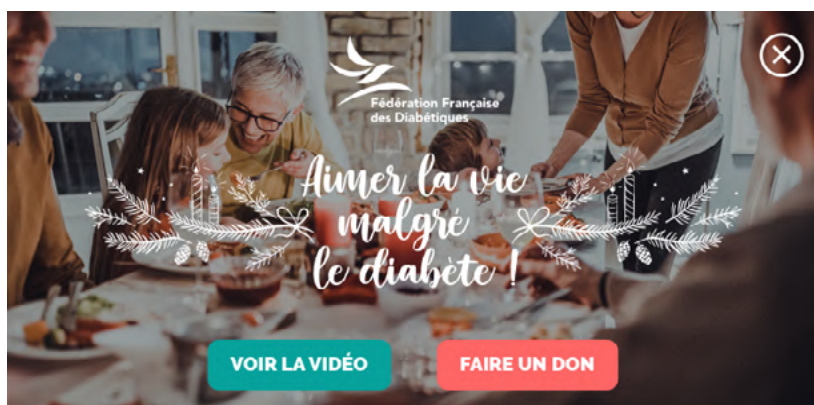 Fédération Française
des Diabétiques
Aimer la vie
malgré
le diabète !
VOIR LA VIDÉO
FAIRE UN DON